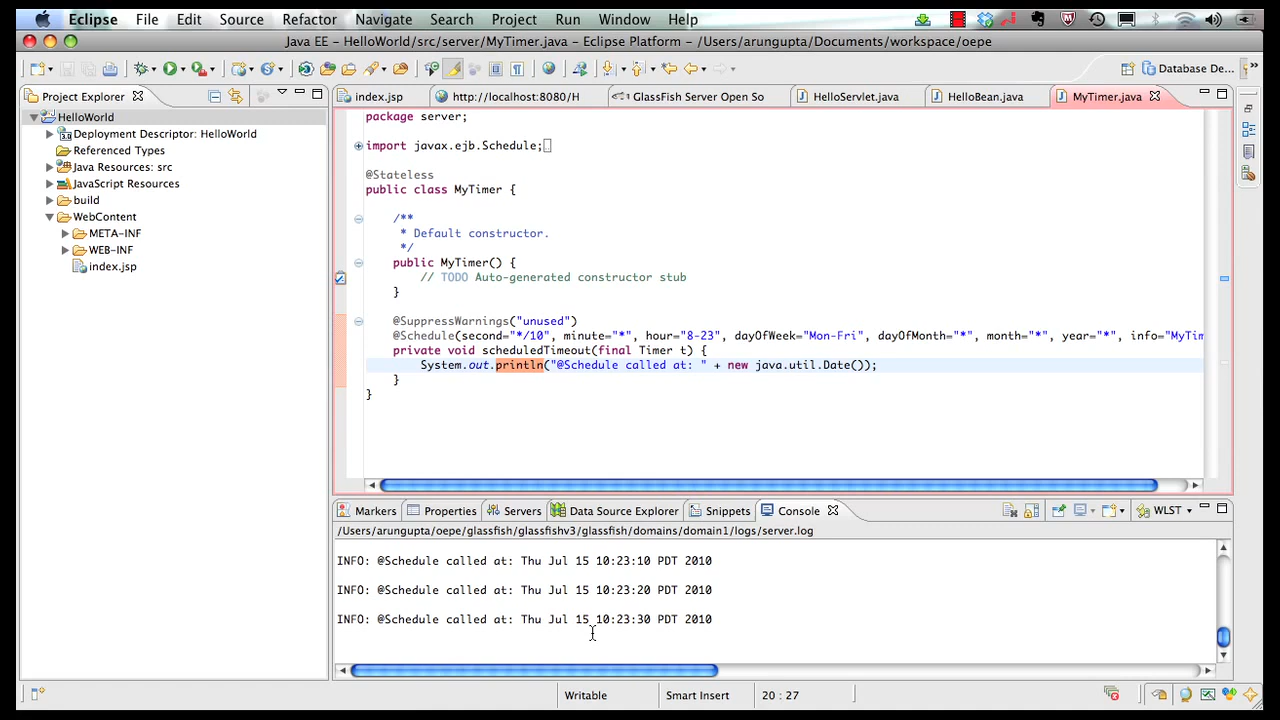 Eclipse File Edit Source Refactor Navigate Search Project Run Window Help
Java EE – HelloWorld/src/server/MyTimer.java – Eclipse Platform – /Users/arungupta/Documents/workspace/oepe
Database De...
Project Explorer
index.jsp http://localhost:8080/H GlassFish Server Open So HelloServlet.java HelloBean.java MyTimer.java
HelloWorld
Deployment Descriptor: HelloWorld
Referenced Types
Java Resources: src
JavaScript Resources
build
WebContent
META-INF
WEB-INF
index.jsp
package server;
import javax.ejb.Schedule;
@Stateless
public class MyTimer {
/**
* Default constructor.
*/
public MyTimer() {
// TODO Auto-generated constructor stub
}
@SuppressWarnings("unused")
@Schedule(second="*/10", minute="*", hour="8-23", dayOfWeek="Mon-Fri", dayOfMonth="*", month="*", year="*", info="MyTim
private void scheduledTimeout(final Timer t) {
System.out.println("@Schedule called at: " + new java.util.Date());
}
}
Markers Properties Servers Data Source Explorer Snippets Console WLST
/Users/arungupta/oepe/glassfish/glassfishv3/glassfish/domains/domain1/logs/server.log
INFO: @Schedule called at: Thu Jul 15 10:23:10 PDT 2010
INFO: @Schedule called at: Thu Jul 15 10:23:20 PDT 2010
INFO: @Schedule called at: Thu Jul 15 10:23:30 PDT 2010
Writable Smart Insert 20 : 27